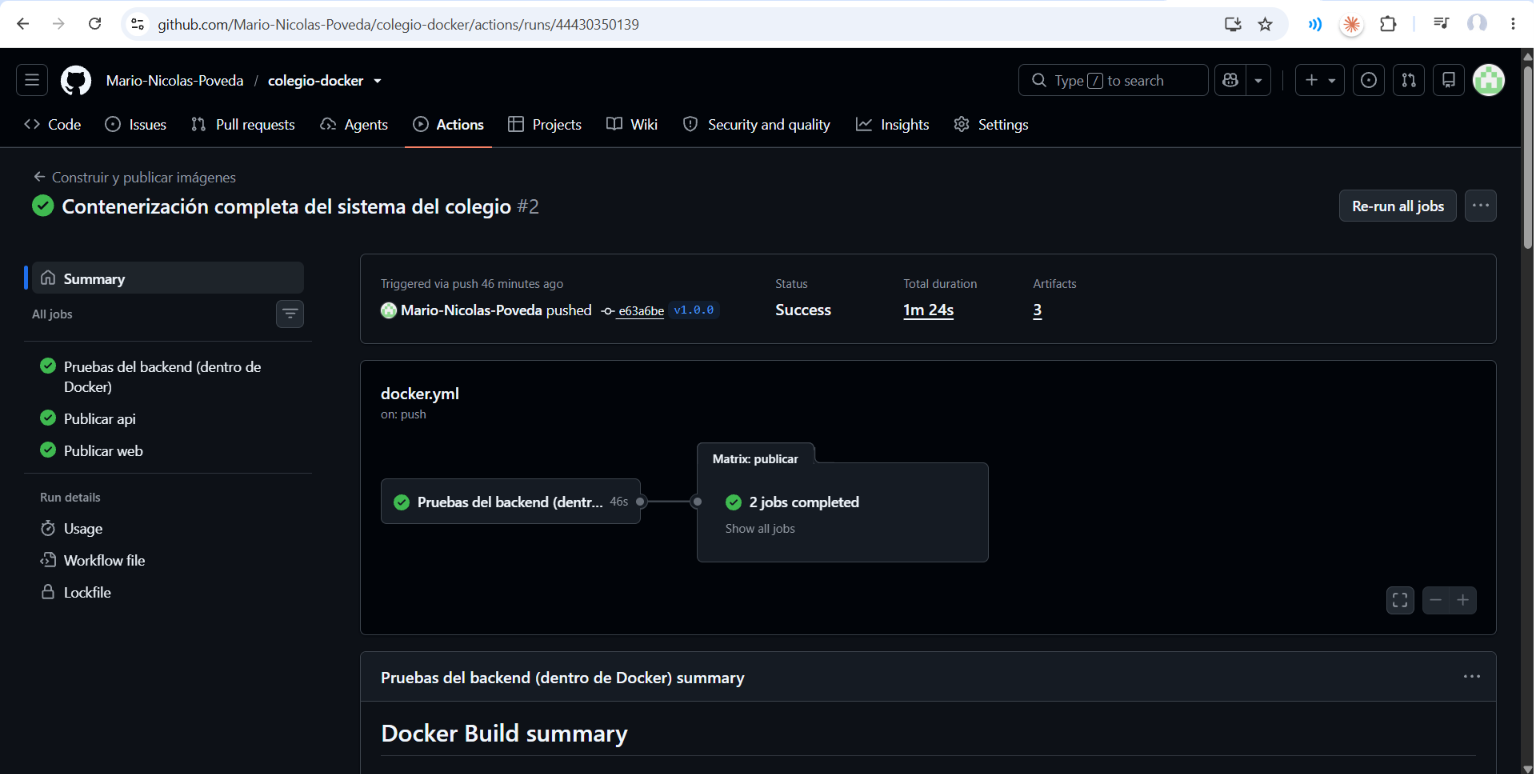 github.com/Mario-Nicolas-Poveda/colegio-docker/actions/runs/44430350139
Mario-Nicolas-Poveda / colegio-docker
Type / to search
Code Issues Pull requests Agents Actions Projects Wiki Security and quality Insights Settings
← Construir y publicar imágenes
Contenerización completa del sistema del colegio #2
Re-run all jobs
Summary
All jobs
Pruebas del backend (dentro de
Docker)
Publicar api
Publicar web
Run details
Usage
Workflow file
Lockfile
Triggered via push 46 minutes ago
Mario-Nicolas-Poveda pushed e63a6be v1.0.0
Status
Success
Total duration
1m 24s
Artifacts
3
docker.yml
on: push
Pruebas del backend (dentr... 46s
Matrix: publicar
2 jobs completed
Show all jobs
Pruebas del backend (dentro de Docker) summary
Docker Build summary